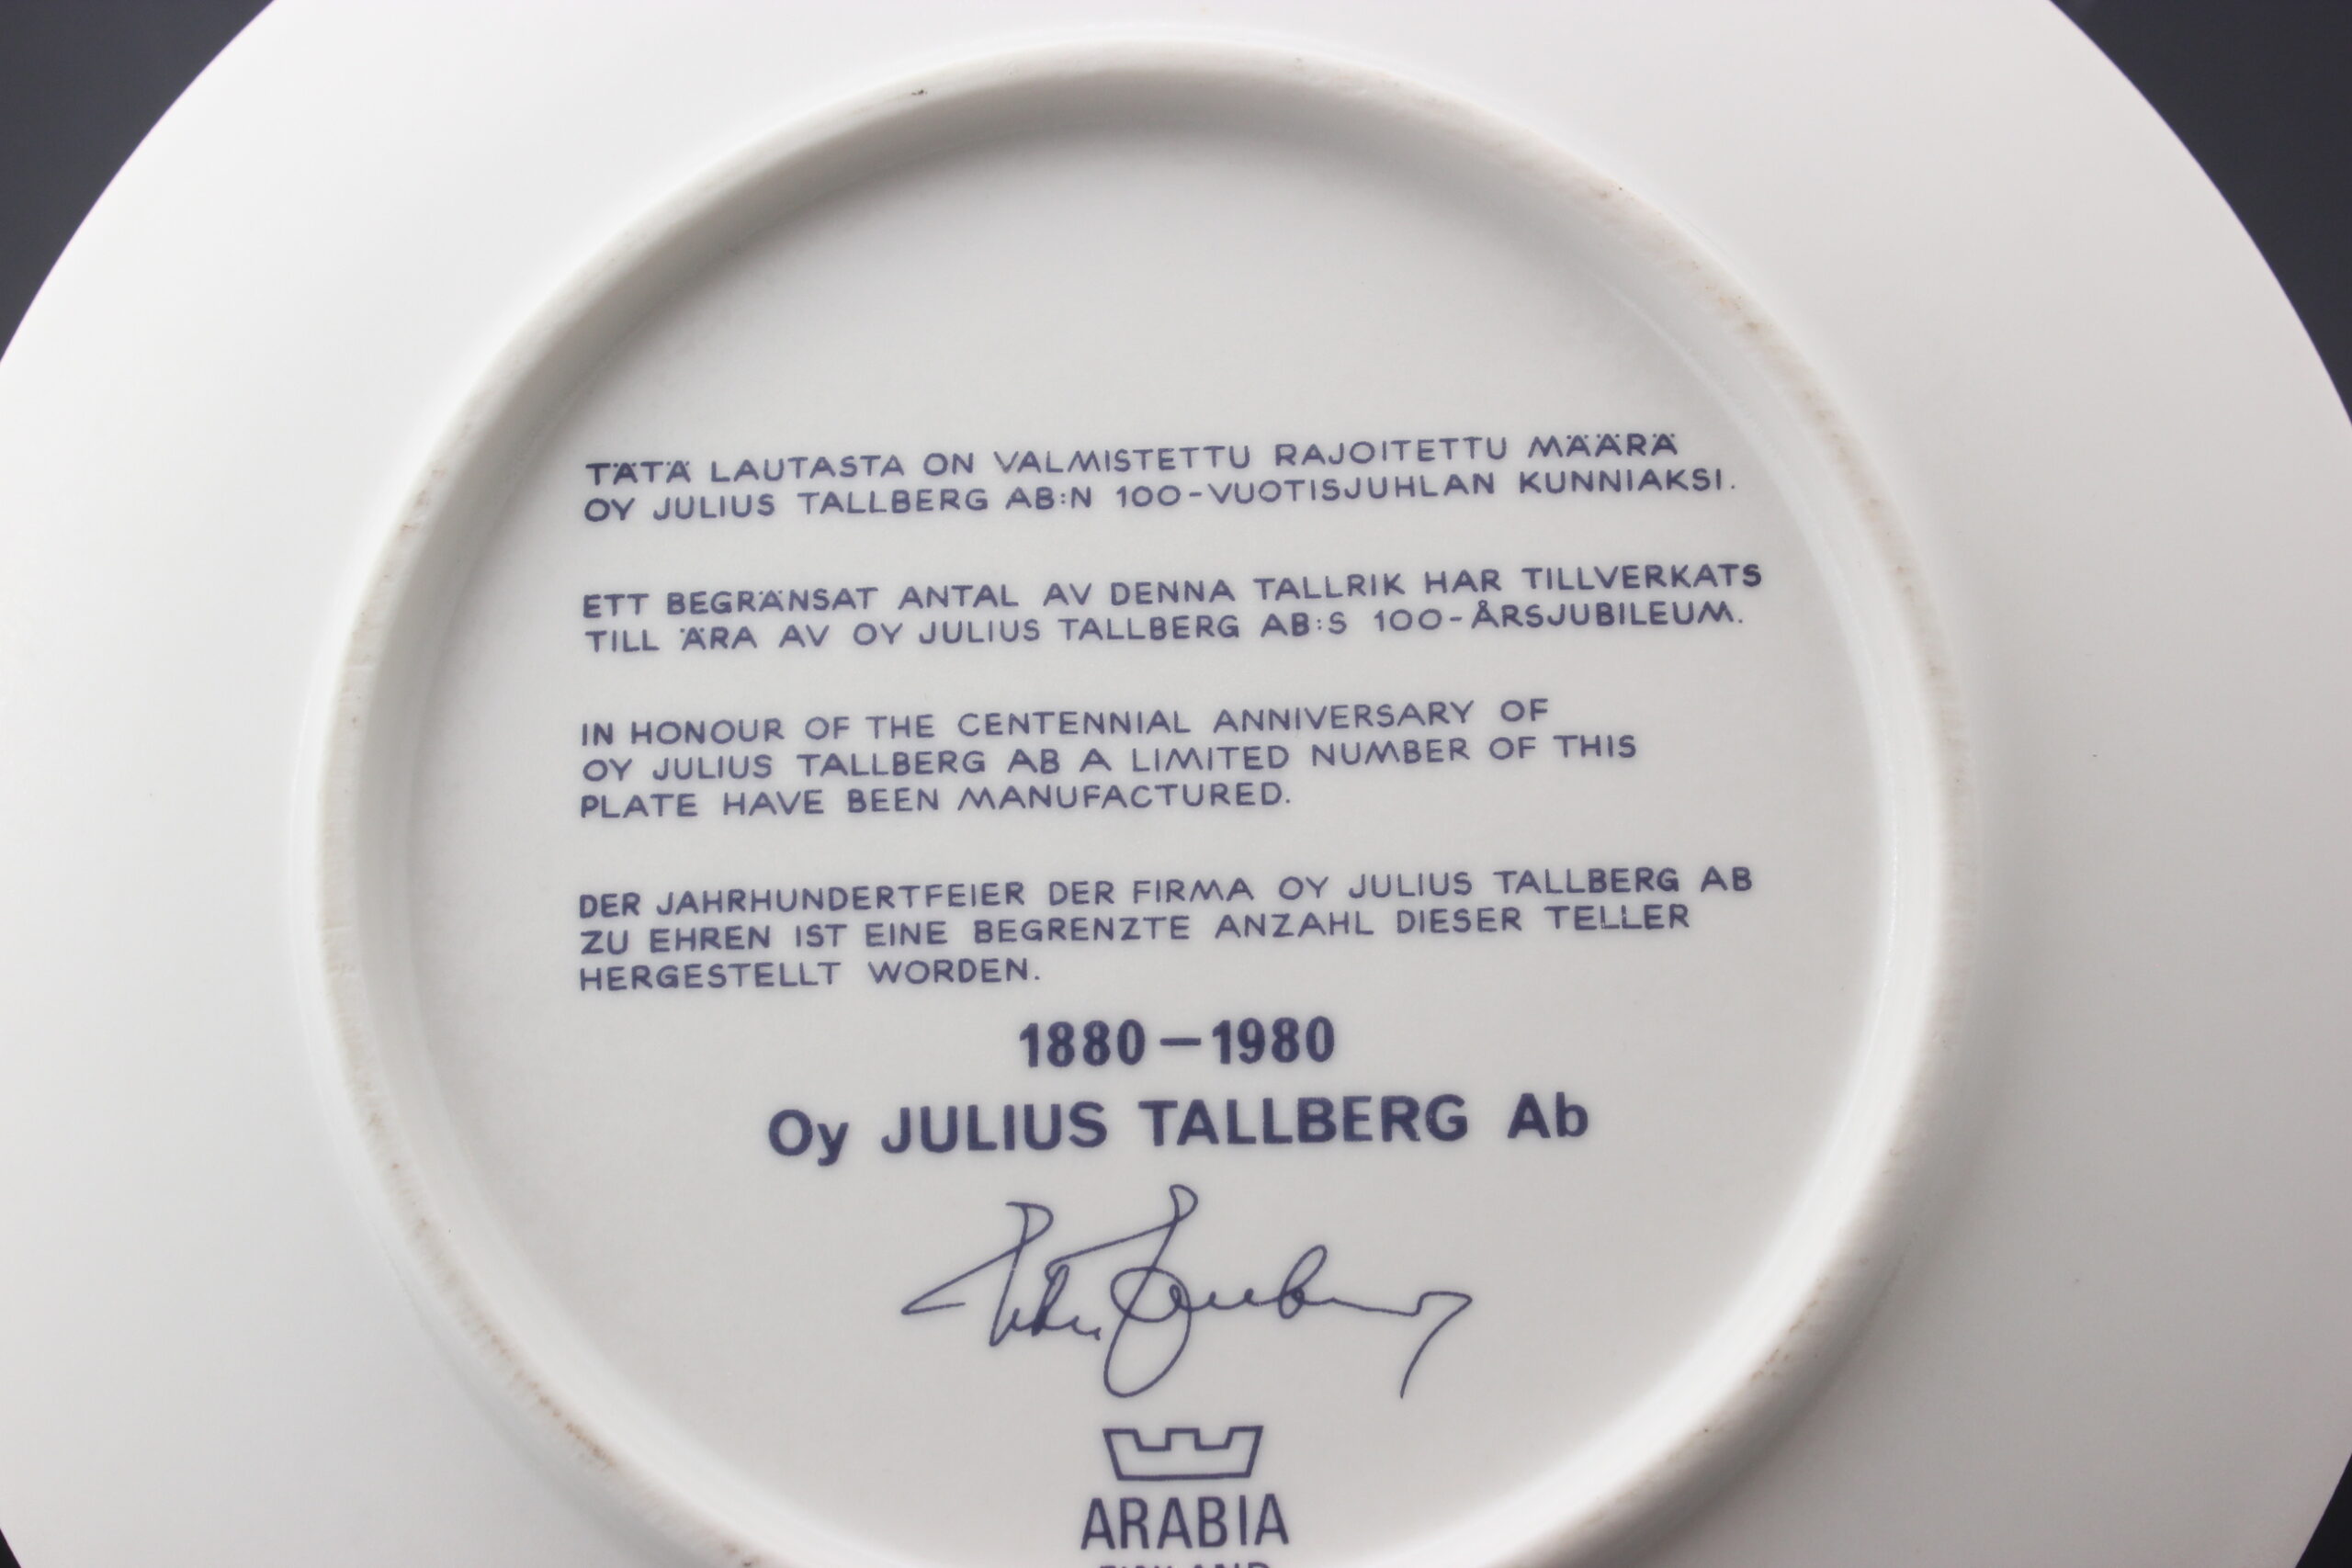 TÄTÄ LAUTASTA ON VALMISTETTU RAJOITETTU MÄÄRÄ
OY JULIUS TALLBERG AB:N 100-VUOTISJUHLAN KUNNIAKSI.
ETT BEGRÄNSAT ANTAL AV DENNA TALLRIK HAR TILLVERKATS
TILL ÄRA AV OY JULIUS TALLBERG AB:S 100-ÅRSJUBILEUM.
IN HONOUR OF THE CENTENNIAL ANNIVERSARY OF
OY JULIUS TALLBERG AB A LIMITED NUMBER OF THIS
PLATE HAVE BEEN MANUFACTURED.
DER JAHRHUNDERTFEIER DER FIRMA OY JULIUS TALLBERG AB
ZU EHREN IST EINE BEGRENZTE ANZAHL DIESER TELLER
HERGESTELLT WORDEN.
1880–1980
Oy JULIUS TALLBERG Ab
ARABIA